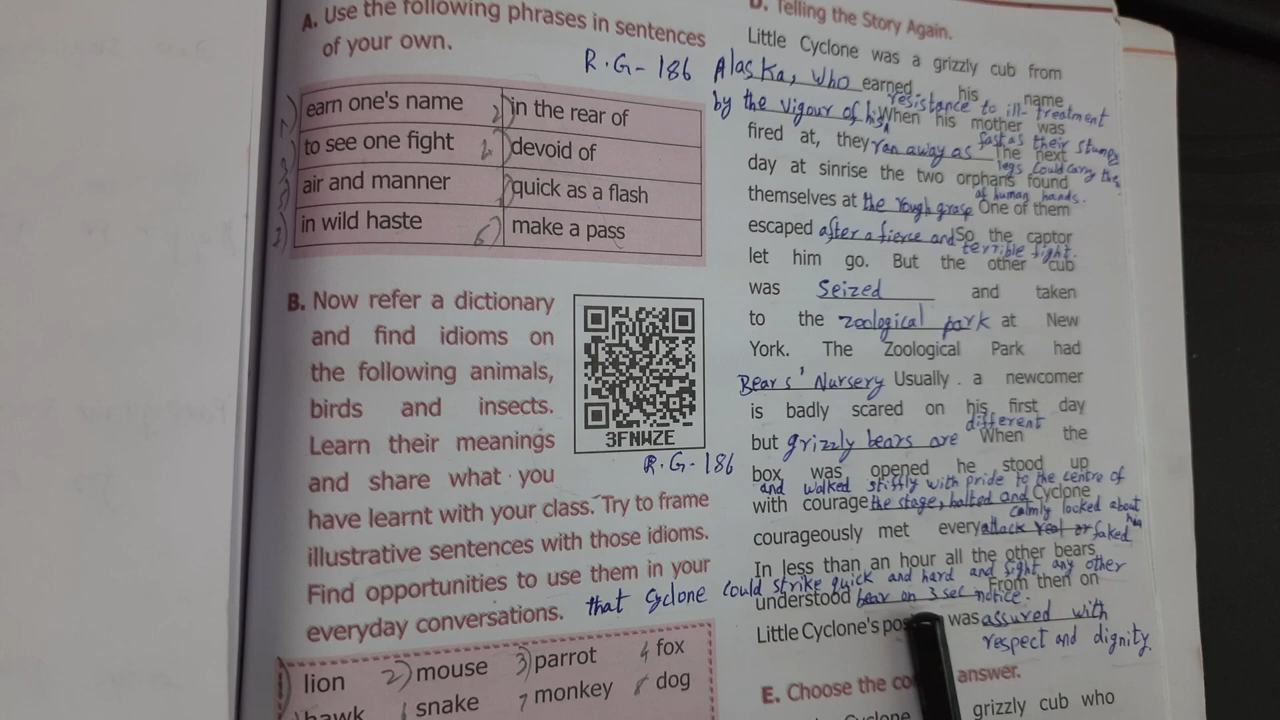 A. Use the following phrases in sentences
of your own.
R.G-186
earn one's name
in the rear of
to see one fight
devoid of
air and manner
quick as a flash
in wild haste
make a pass
B. Now refer a dictionary
and find idioms on
the following animals,
birds and insects.
Learn their meanings
and share what you
have learnt with your class. Try to frame
illustrative sentences with those idioms.
Find opportunities to use them in your
everyday conversations.
3FNWZE
R.G-186
1) lion 2) mouse 3) parrot 4 fox
hawk snake 7 monkey 8 dog
D. Telling the Story Again.
Little Cyclone was a grizzly cub from
Alaska, who earned his name
by the vigour of his resistance to ill-treatment When his mother was
fired at, they ran away as fast as their stumpy legs could carry The next
day at sinrise the two orphans found
themselves at the rough grasp of human hands. One of them
escaped after a fierce and terrible fight. So the captor
let him go. But the other cub
was Seized and taken
to the zoological park at New
York. The Zoological Park had
Bears' Nursery Usually a newcomer
is badly scared on his first day
but grizzly bears are different When the
box was opened he stood up
with courage and walked stiffly with pride to the centre of the stage, halted and calmly looked about him Cyclone
courageously met every attack real or faked
In less than an hour all the other bears
understood that Cyclone could strike quick and hard and fight any other bear on 3 sec notice. From then on
Little Cyclone's was assured with
respect and dignity.
E. Choose the answer.
Cyclone grizzly cub who